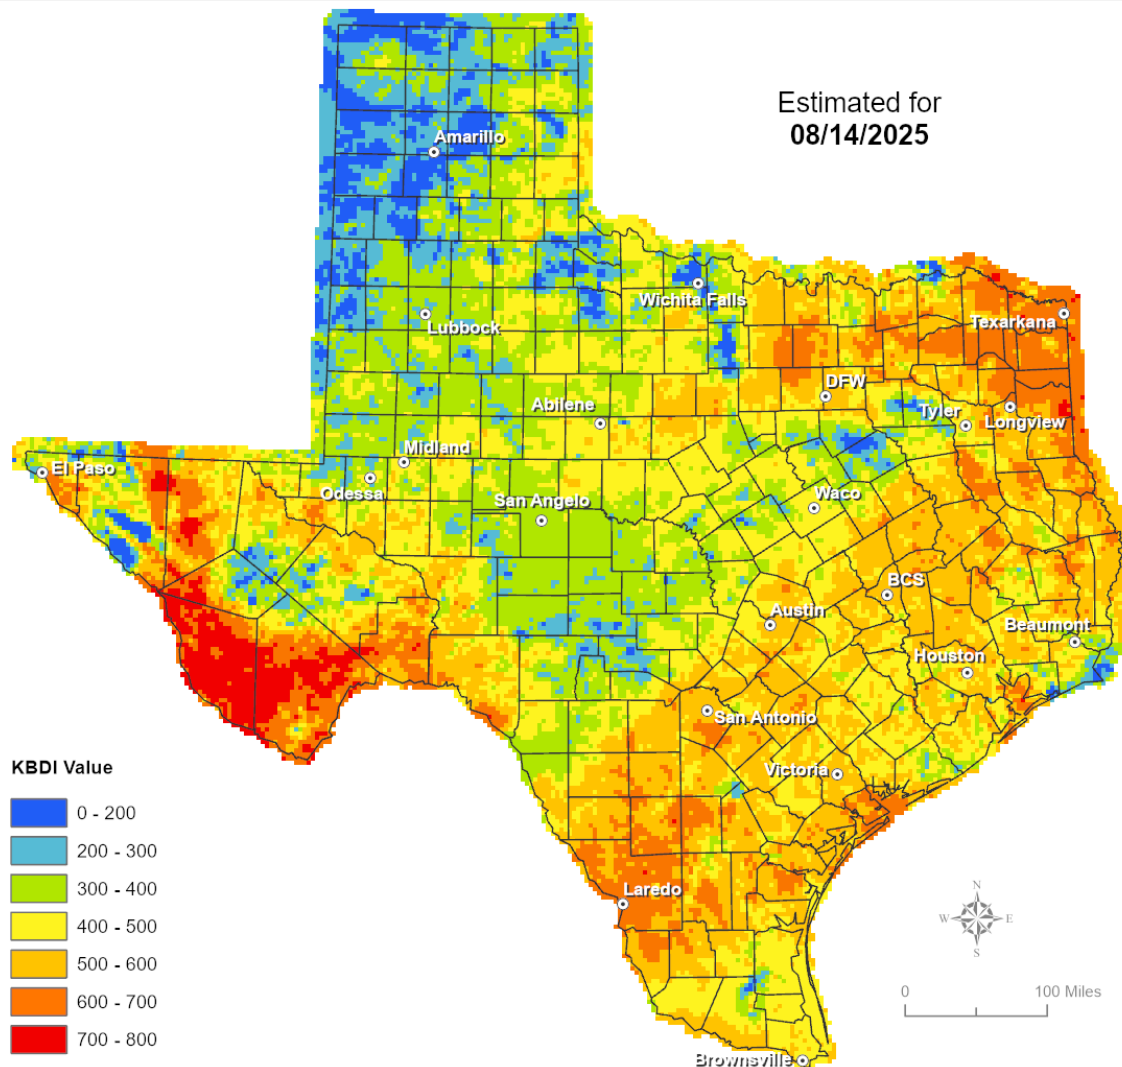 Estimated for
08/14/2025
Amarillo
Wichita Falls
Lubbock
Texarkana
DFW
Abilene
Tyler
Longview
Midland
El Paso
Odessa
San Angelo
Waco
BCS
Austin
Beaumont
Houston
San Antonio
KBDI Value
Victoria
0 - 200
200 - 300
300 - 400
400 - 500
500 - 600
600 - 700
700 - 800
Laredo
N
W E
S
0 100 Miles
Brownsville